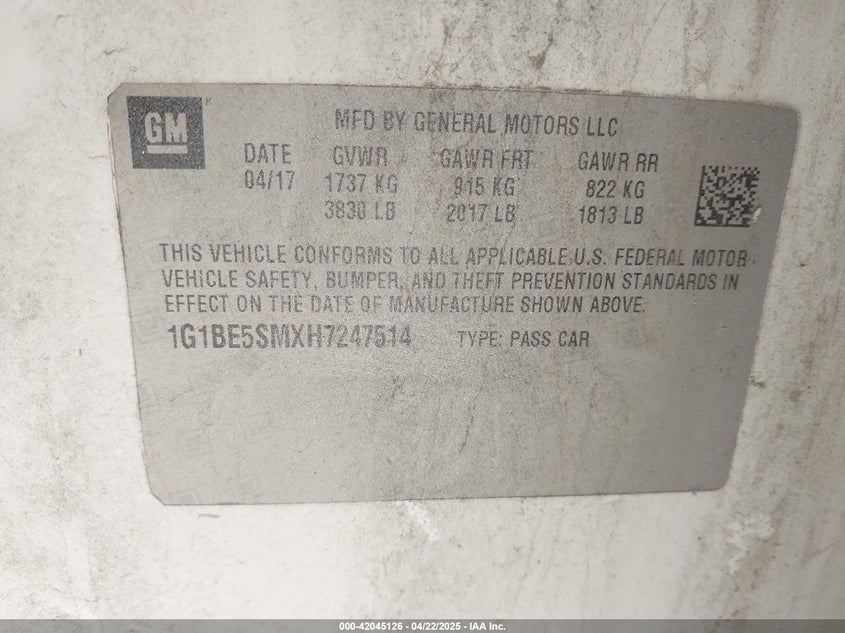 GM
MFD BY GENERAL MOTORS LLC
DATE GVWR GAWR FRT GAWR RR
04/17 1737 KG 915 KG 822 KG
3830 LB 2017 LB 1813 LB
THIS VEHICLE CONFORMS TO ALL APPLICABLE U.S. FEDERAL MOTOR
VEHICLE SAFETY, BUMPER, AND THEFT PREVENTION STANDARDS IN
EFFECT ON THE DATE OF MANUFACTURE SHOWN ABOVE.
1G1BE5SMXH7247514 TYPE: PASS CAR
000-42045126 - 04/22/2025 - IAA Inc.